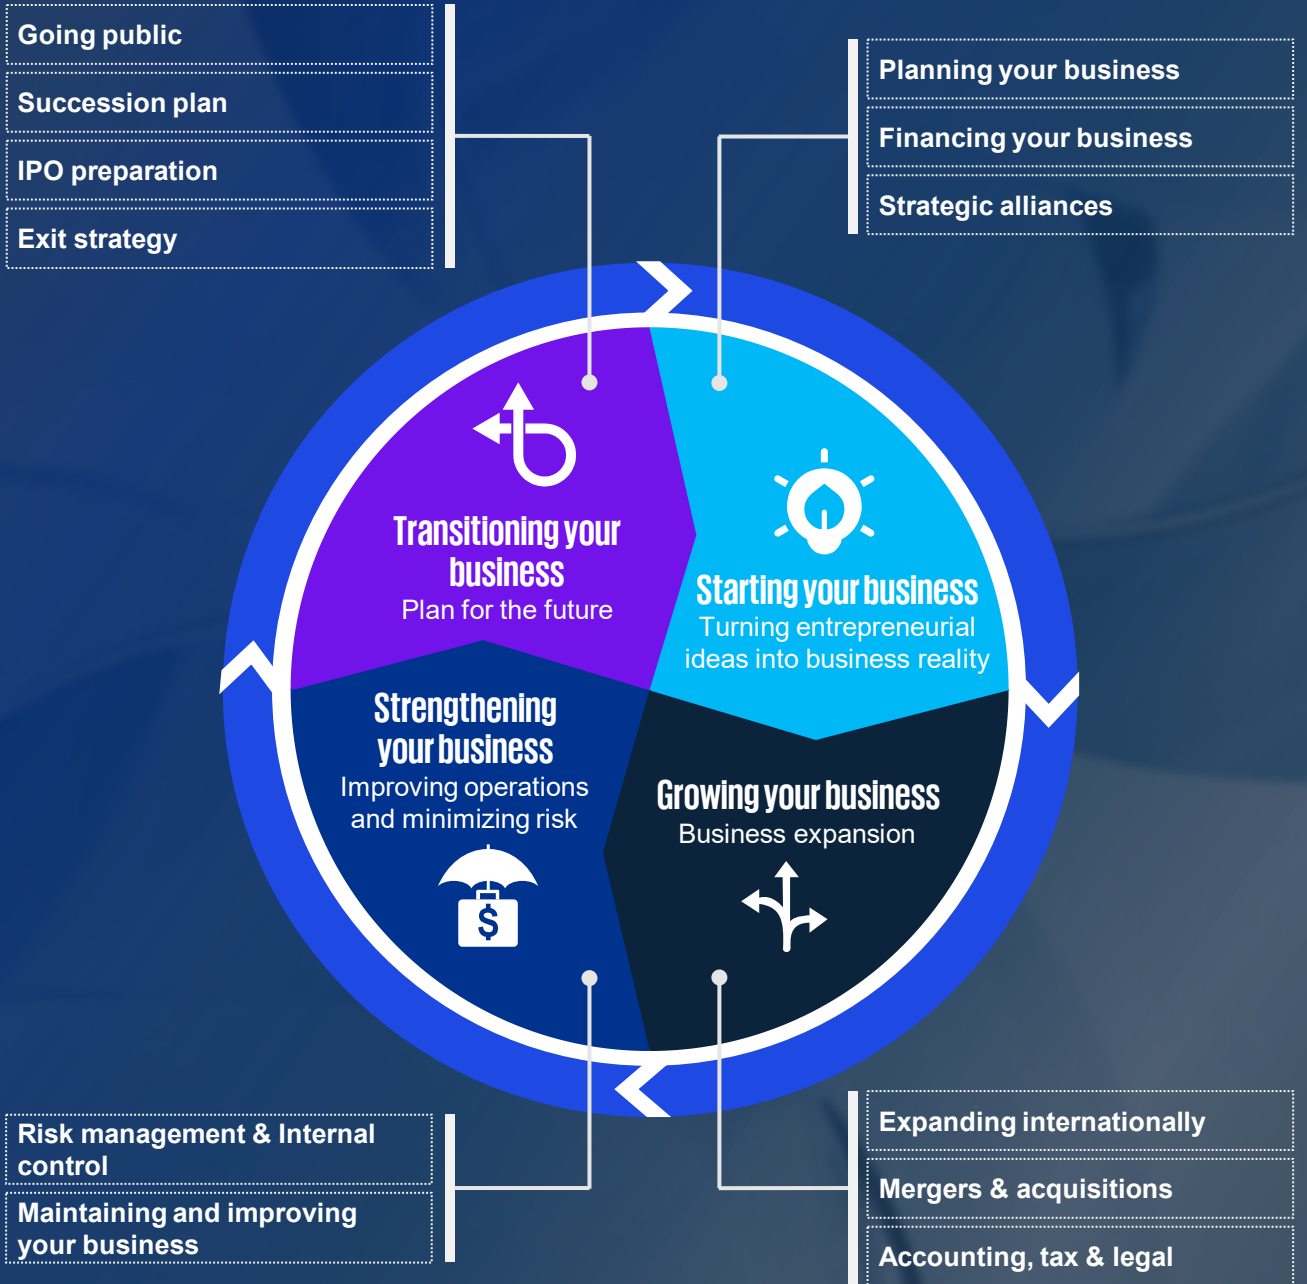 Going public
Succession plan
IPO preparation
Exit strategy
Planning your business
Financing your business
Strategic alliances
Transitioning your
business
Plan for the future
Starting your business
Turning entrepreneurial
ideas into business reality
Strengthening
your business
Improving operations
and minimizing risk
$
Growing your business
Business expansion
Risk management & Internal
control
Maintaining and improving
your business
Expanding internationally
Mergers & acquisitions
Accounting, tax & legal